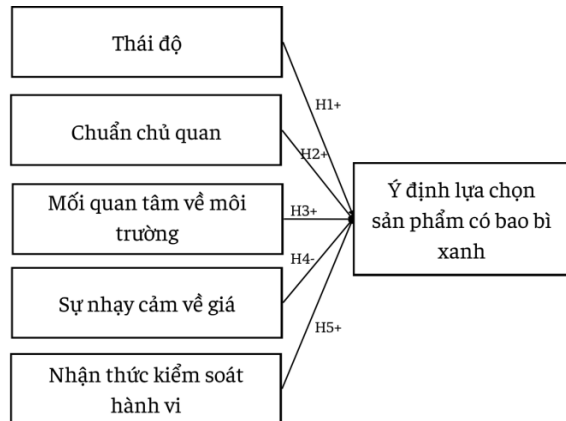 Thái độ
H1+
Chuẩn chủ quan
H2+
Mối quan tâm về môi
trường
H3+
Ý định lựa chọn
sản phẩm có bao bì
xanh
H4-
Sự nhạy cảm về giá
H5+
Nhận thức kiểm soát
hành vi